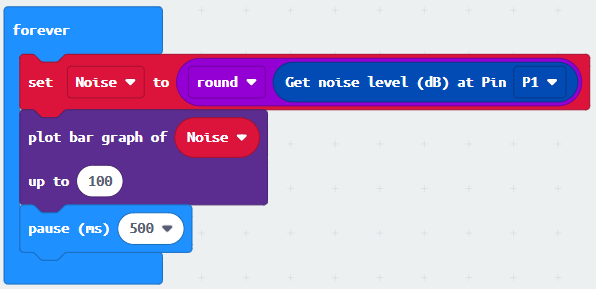 forever
set Noise to round Get noise level (dB) at Pin P1
plot bar graph of Noise
up to 100
pause (ms) 500